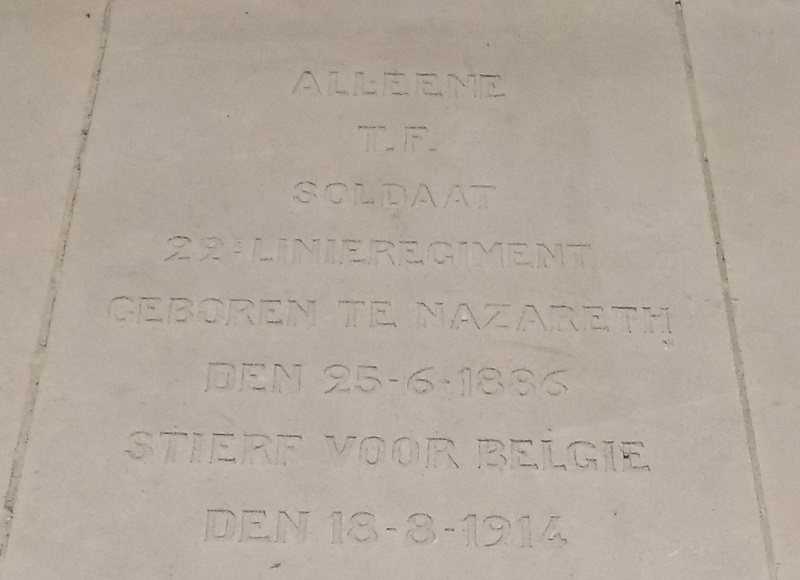 ALLEENE
T.F.
SOLDAAT
22e LINIEREGIMENT
GEBOREN TE NAZARETH
DEN 25-6-1886
STIERF VOOR BELGIE
DEN 18-8-1914